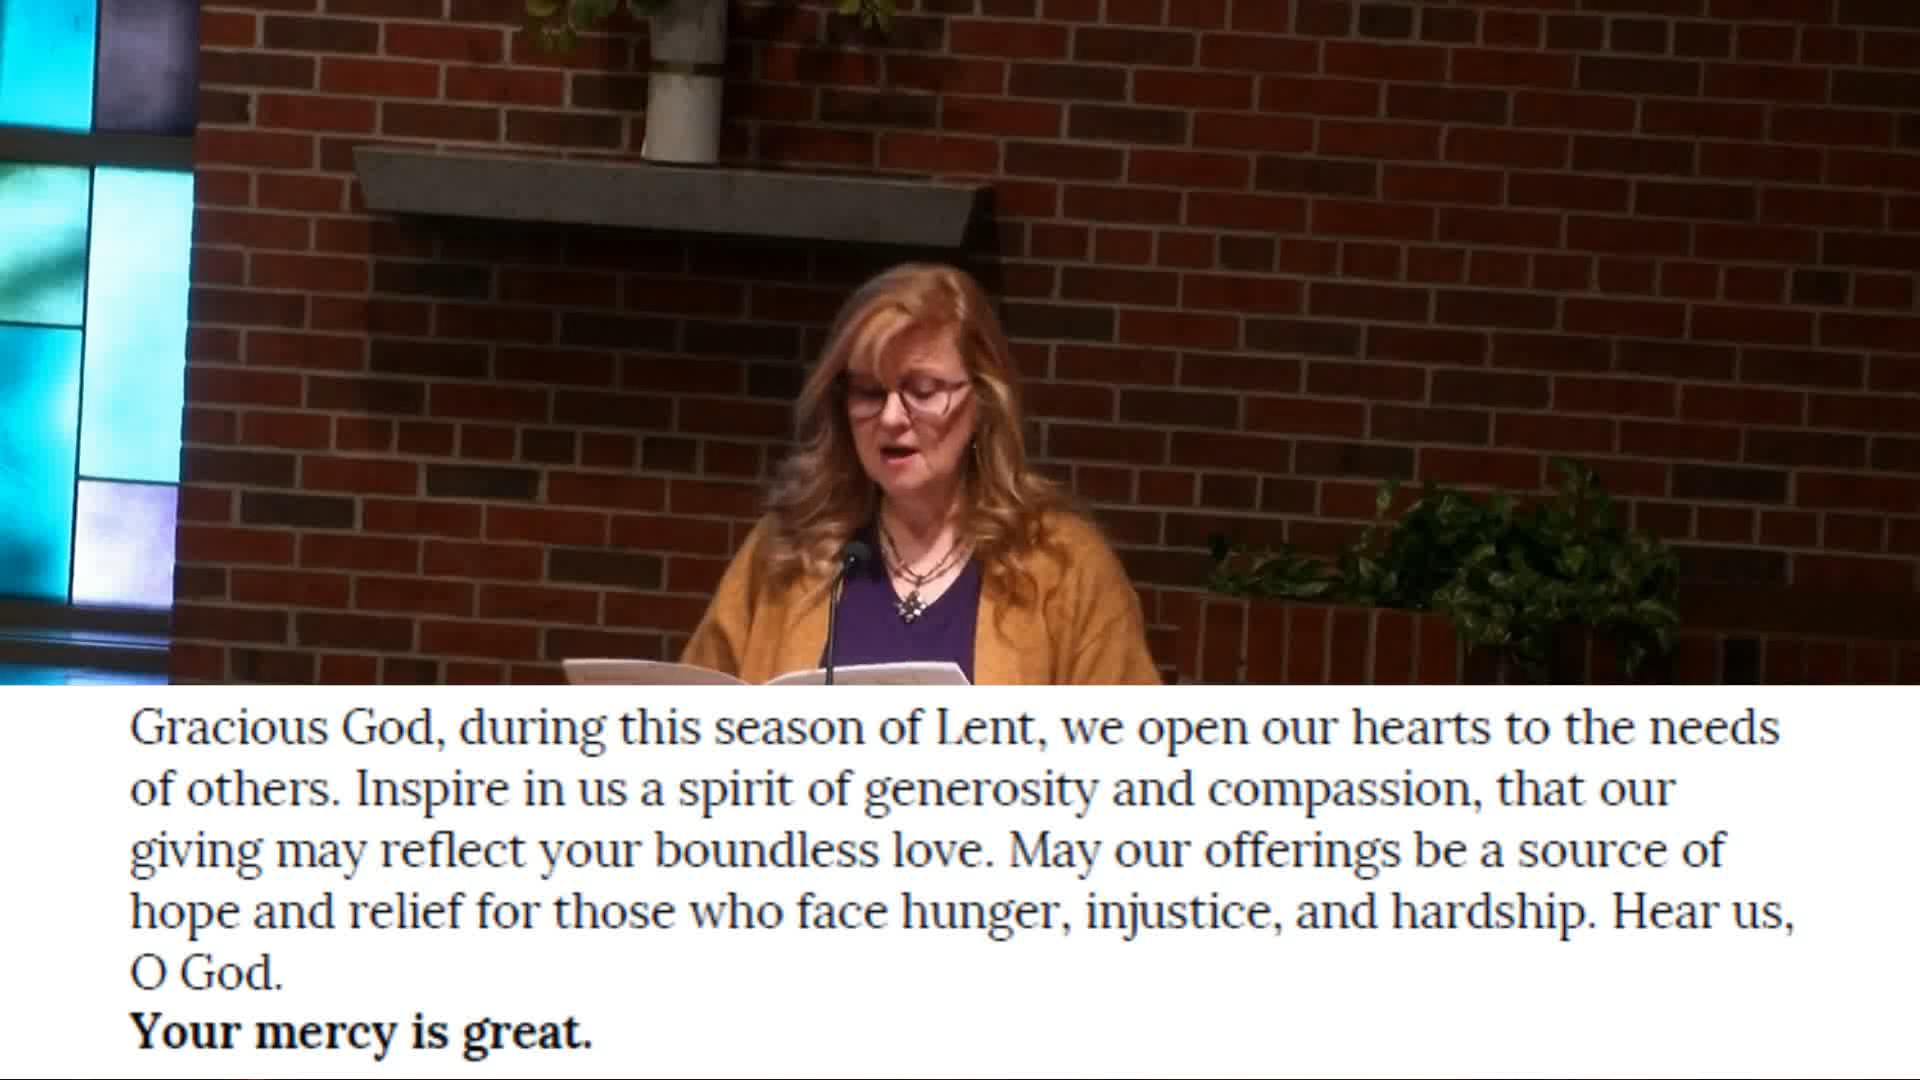 Gracious God, during this season of Lent, we open our hearts to the needs
of others. Inspire in us a spirit of generosity and compassion, that our
giving may reflect your boundless love. May our offerings be a source of
hope and relief for those who face hunger, injustice, and hardship. Hear us,
O God.
Your mercy is great.